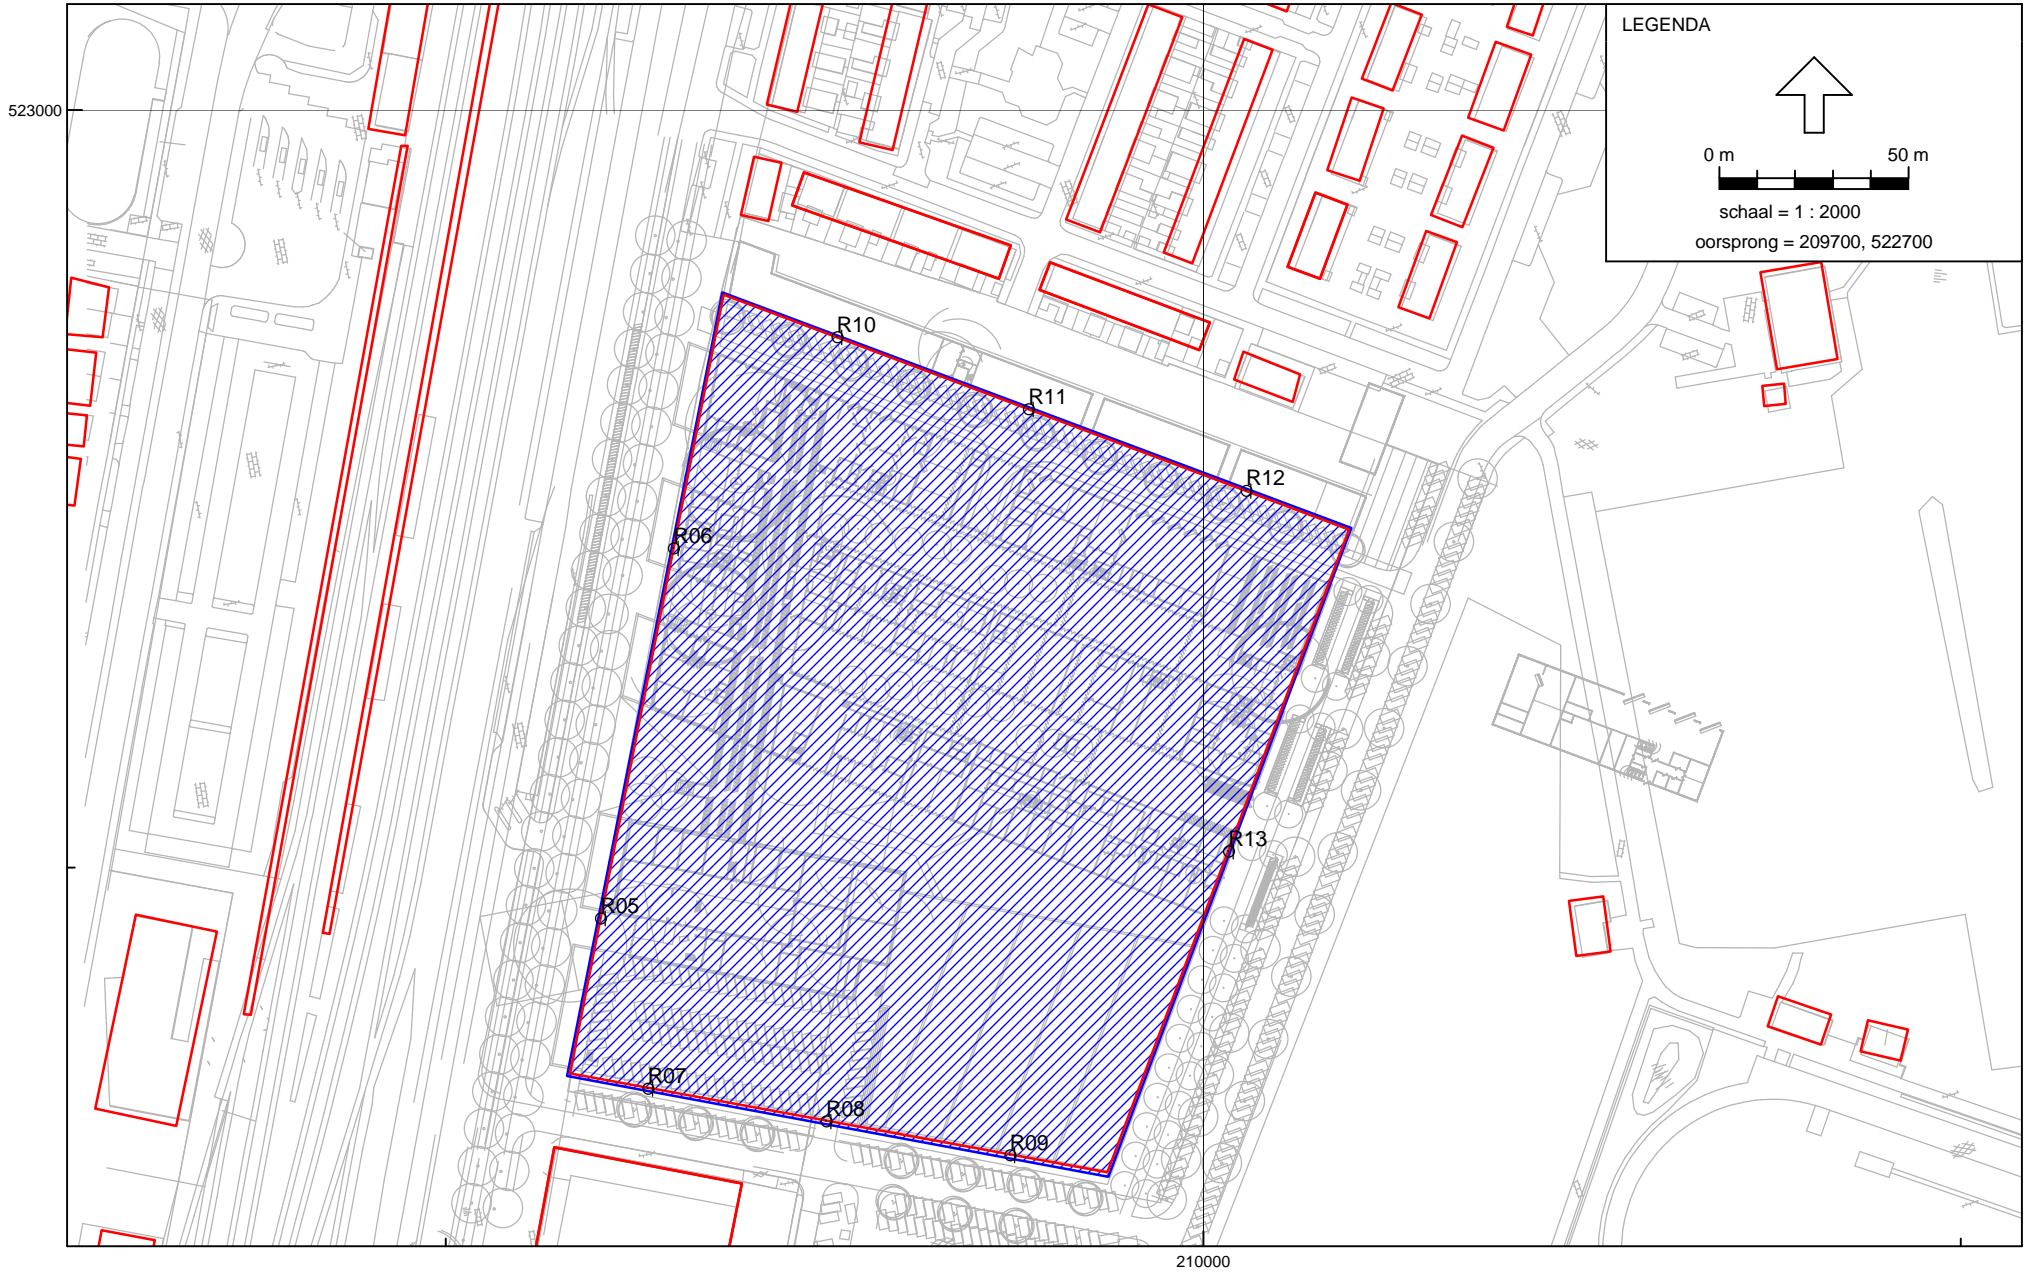 LEGENDA
523000
0 m 50 m
schaal = 1 : 2000
oorsprong = 209700, 522700
R10
R11
R12
R06
R13
R05
R07
R08
R09
210000